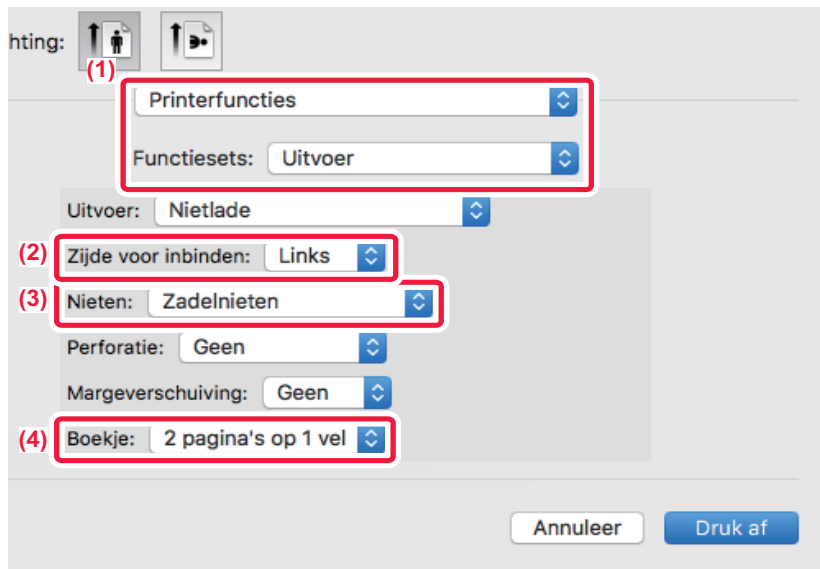 hting:
(1)
Printerfuncties
Functiesets: Uitvoer
Uitvoer: Nietlade
(2) Zijde voor inbinden: Links
(3) Nieten: Zadelnieten
Perforatie: Geen
Margeverschuiving: Geen
(4) Boekje: 2 pagina's op 1 vel
Annuleer Druk af